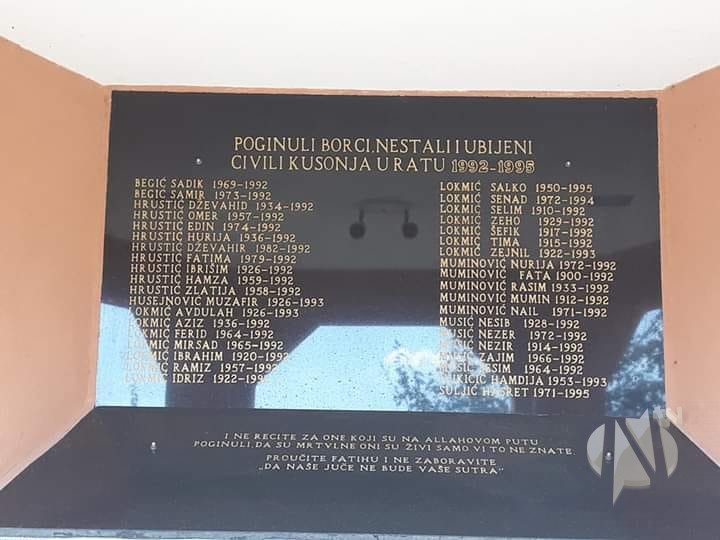 POGINULI BORCI, NESTALI I UBIJENI
CIVILI KUSONJA U RATU 1992-1995
BEGIĆ SADIK 1969-1992
BEGIĆ SAMIR 1973-1992
HRUSTIĆ DŽEVAHID 1934-1992
HRUSTIĆ OMER 1957-1992
HRUSTIĆ EDIN 1974-1992
HRUSTIĆ HURIJA 1936-1992
HRUSTIĆ DŽEVAHIR 1982-1992
HRUSTIĆ FATIMA 1979-1992
HRUSTIĆ IBRIŠIM 1926-1992
HRUSTIĆ HAMZA 1959-1992
HRUSTIĆ ZLATIJA 1958-1992
HUSEJNOVIĆ MUZAFIR 1926-1993
LOKMIĆ AVDULAH 1926-1993
LOKMIĆ AZIZ 1936-1992
LOKMIĆ FERID 1964-1992
LOKMIĆ MIRSAD 1965-1992
LOKMIĆ IBRAHIM 1920-1992
LOKMIĆ RAMIZ 1957-1992
LOKMIĆ IDRIZ 1922-1992
LOKMIĆ SALKO 1950-1995
LOKMIĆ SENAD 1972-1994
LOKMIĆ SELIM 1910-1992
LOKMIĆ ZEHO 1929-1992
LOKMIĆ ŠEFIK 1917-1992
LOKMIĆ TIMA 1915-1992
LOKMIĆ ZEJNIL 1922-1993
MUMINOVIĆ NURIJA 1972-1992
MUMINOVIĆ FATA 1900-1992
MUMINOVIĆ RASIM 1933-1992
MUMINOVIĆ MUMIN 1912-1992
MUMINOVIĆ NAIL 1971-1992
MUSIĆ NESIB 1928-1992
MUSIĆ NEZER 1972-1992
MUSIĆ NEZIR 1914-1992
MUSIĆ ZAJIM 1966-1992
MUSIĆ 1964-1992
HAMDIJA 1953-1993
SULJIĆ HASRET 1971-1995
I NE RECITE ZA ONE KOJI SU NA ALLAHOVOM PUTU
POGINULI, DA SU MRTVI, NE ONI SU ŽIVI SAMO VI TO NE ZNATE.
PROUČITE FATIHU I NE ZABORAVITE
„DA NAŠE JUČE NE BUDE VAŠE SUTRA"